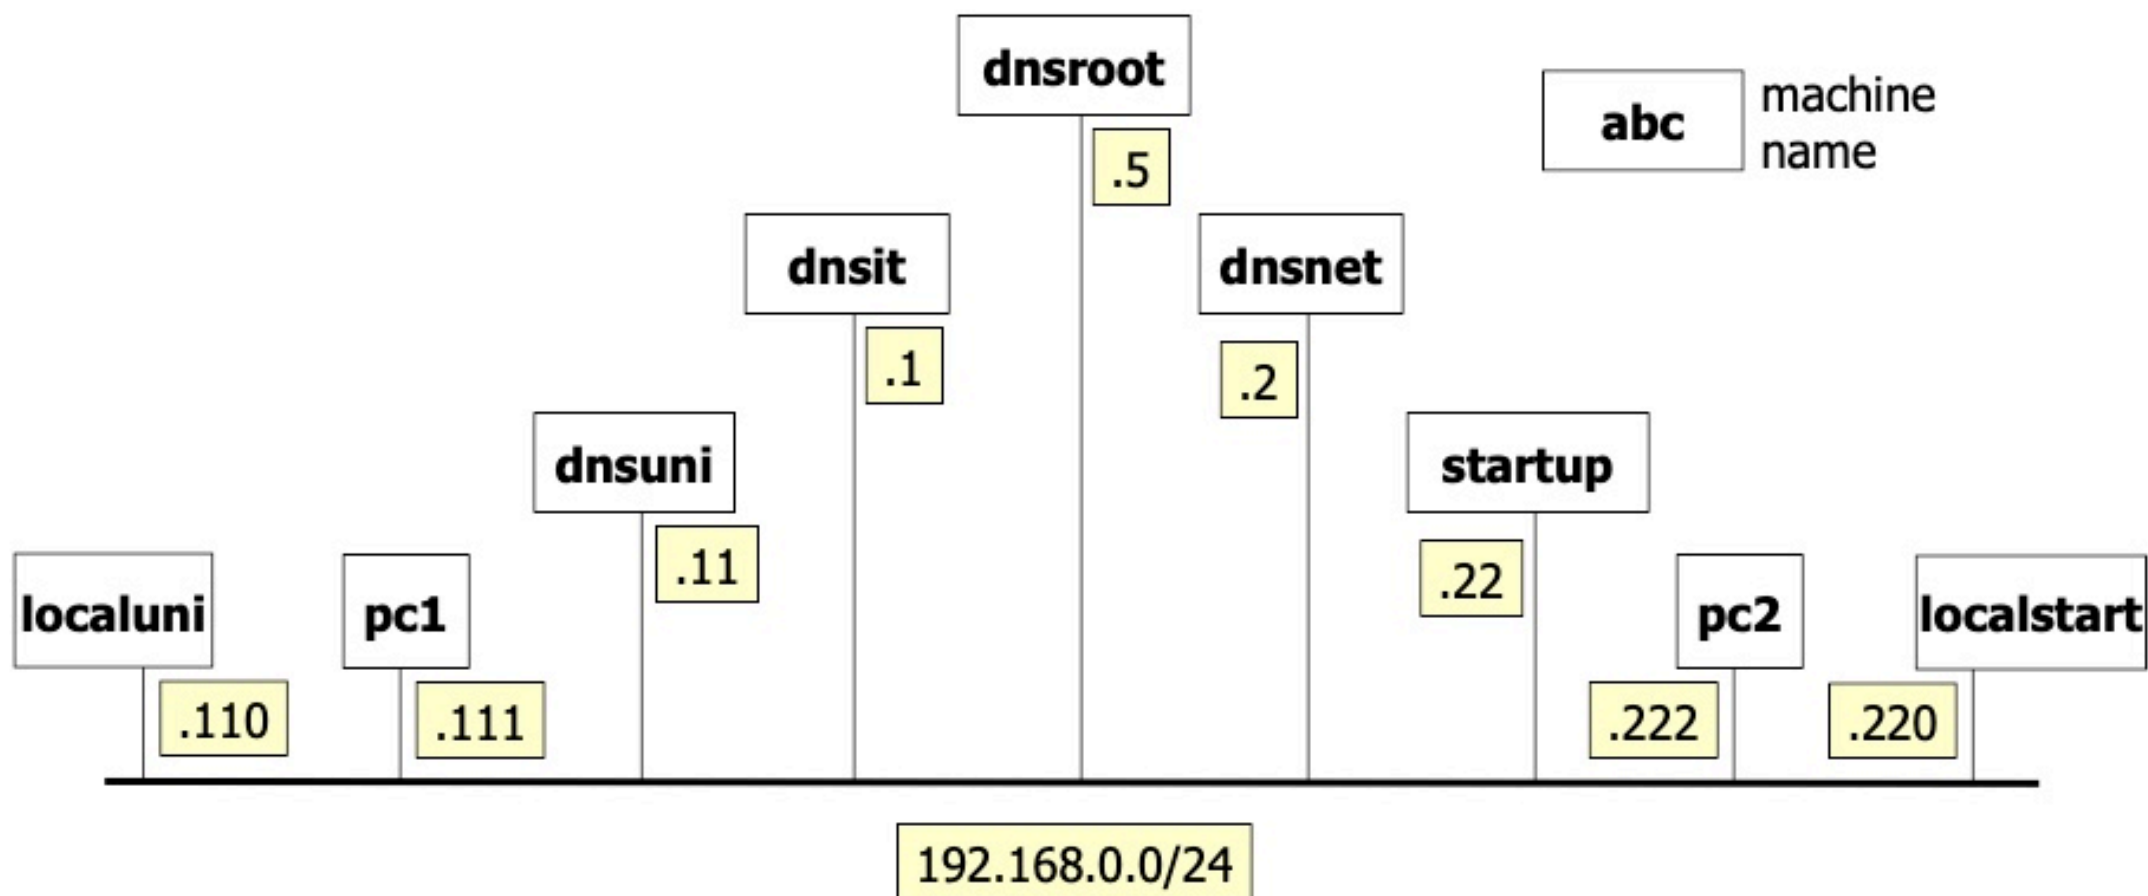 dnsroot
abc
machine
name
.5
dnsit
dnsnet
.1
.2
dnsuni
startup
.11
.22
localuni
pc1
pc2
localstart
.110
.111
.222
.220
192.168.0.0/24